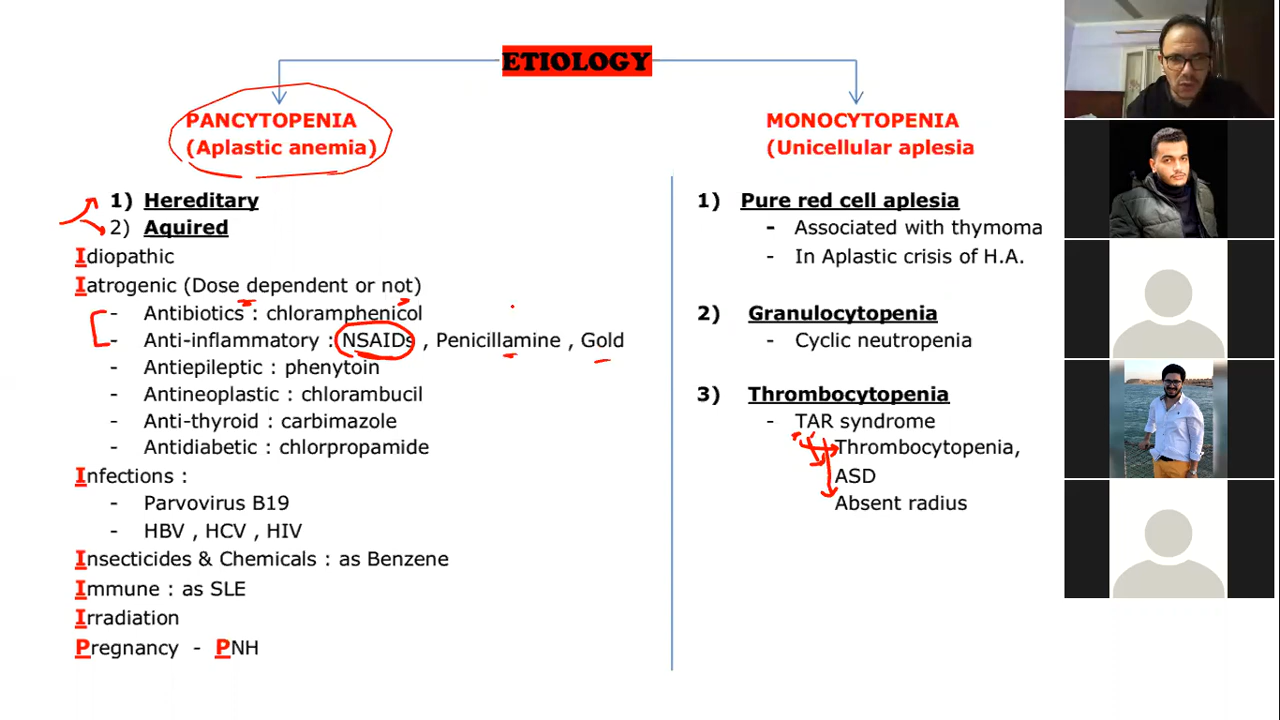 ETIOLOGY
PANCYTOPENIA
(Aplastic anemia)
1) Hereditary
2) Aquired
Idiopathic
Iatrogenic (Dose dependent or not)
- Antibiotics : chloramphenicol
- Anti-inflammatory : NSAIDs , Penicillamine , Gold
- Antiepileptic : phenytoin
- Antineoplastic : chlorambucil
- Anti-thyroid : carbimazole
- Antidiabetic : chlorpropamide
Infections :
- Parvovirus B19
- HBV , HCV , HIV
Insecticides & Chemicals : as Benzene
Immune : as SLE
Irradiation
Pregnancy - PNH
MONOCYTOPENIA
(Unicellular aplesia
1) Pure red cell aplesia
- Associated with thymoma
- In Aplastic crisis of H.A.
2) Granulocytopenia
- Cyclic neutropenia
3) Thrombocytopenia
- TAR syndrome
Thrombocytopenia,
ASD
Absent radius